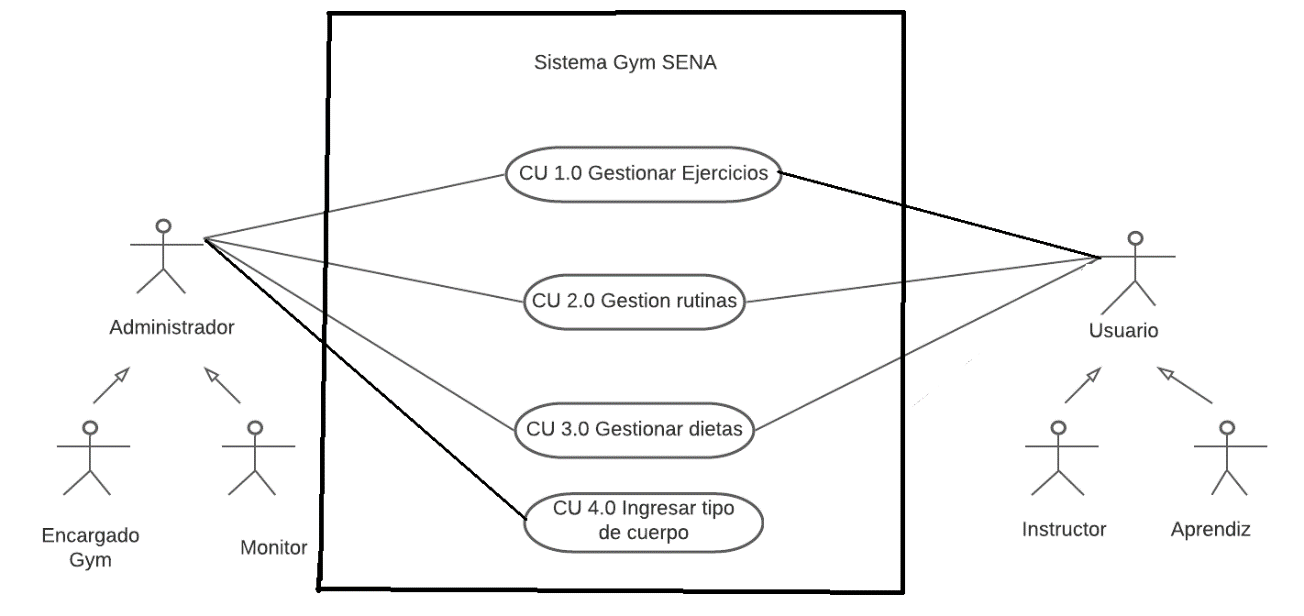 Sistema Gym SENA
CU 1.0 Gestionar Ejercicios
CU 2.0 Gestion rutinas
Administrador
Usuario
CU 3.0 Gestionar dietas
CU 4.0 Ingresar tipo
de cuerpo
Encargado
Gym
Monitor
Instructor
Aprendiz